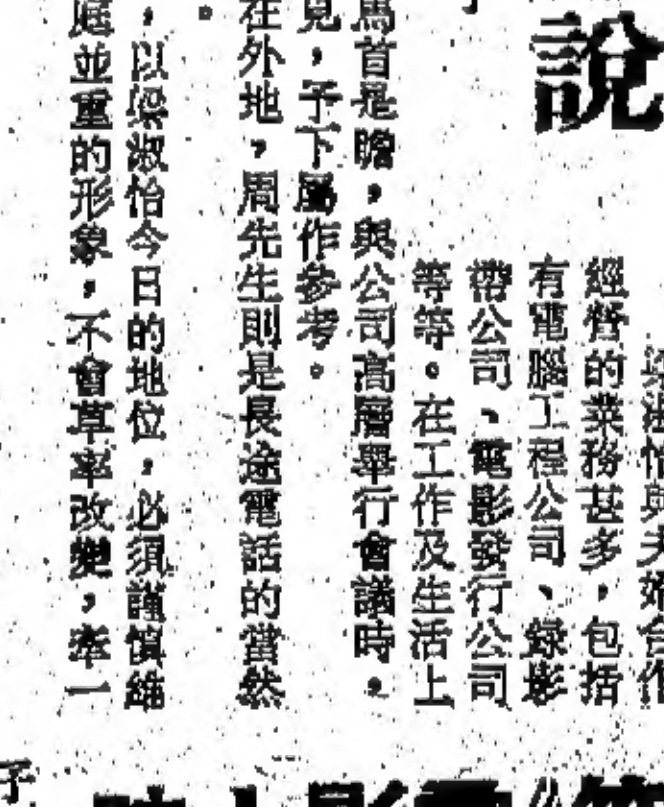 說
經營的業務甚多，包括
有電腦工程公司、錄影
帶公司、電影發行公司
等等。在工作及生活上
馬首是瞻，與公司高層舉行會議時。
見，予下屬作參考。
在外地，周先生則是長途電話的當然
。
，以梁淑怡今日的地位，必須謹慎維
庭並重的形象，不會草率改變，牽一
子